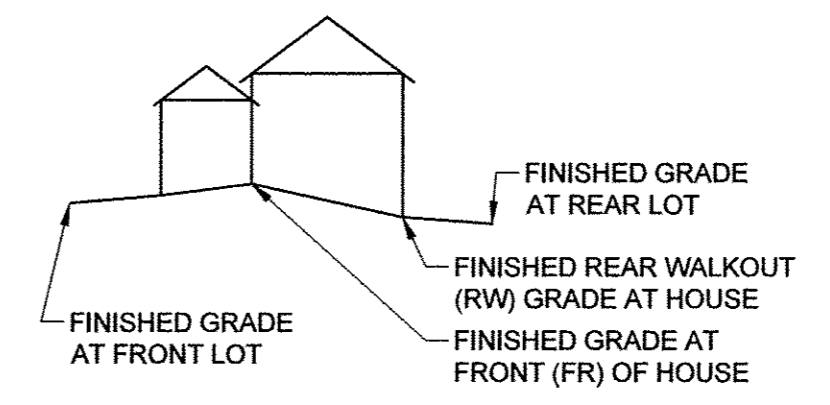 FINISHED GRADE
AT REAR LOT
FINISHED REAR WALKOUT
(RW) GRADE AT HOUSE
FINISHED GRADE
AT FRONT LOT
FINISHED GRADE AT
FRONT (FR) OF HOUSE